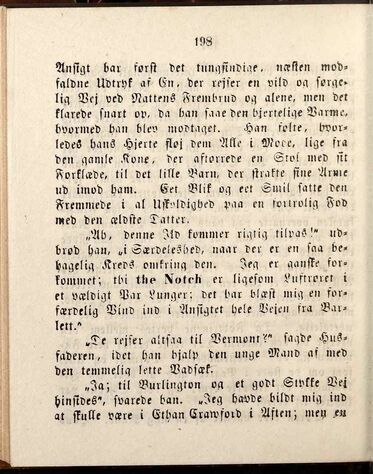 198
Ansigt bar først det tungsindige, næsten mod-
faldne Udtryk af En, der rejser en vild og sørge-
lig Vej ved Nattens Frembrud og alene, men det
klarede snart op, da han saae den hjertelige Varme,
hvormed han blev modtaget. Han følte, hvor-
ledes hans Hjerte fløj dem Alle i Møde, lige fra
den gamle Kone, der aftørrede en Stol med sit
Forklæde, til det lille Barn, der strakte sine Arme
ud imod ham. Eet Blik og eet Smil satte den
Fremmede i al Uskyldighed paa en fortrolig Fod
med den ældste Datter.
„Ah, denne Ild kommer rigtig tilpas!" ud-
brød han, „i Særdeleshed, naar der er en saa be-
hagelig Kreds omkring den. Jeg er ganske for-
kommet; thi the Notch er ligesom Luftrøret i
et vældigt Par Lunger; det har blæst mig en for-
færdelig Vind ind i Ansigtet hele Vejen fra Bar-
lett."
„De rejser altsaa til Vermont?" sagde Hus-
faderen, idet han hjalp den unge Mand af med
den temmelig lette Vadsæk.
„Ja; til Burlington og et godt Stykke Vej
hinsides", svarede han. „Jeg havde bildt mig ind
at skulle være i Ethan Crawford i Aften; men en